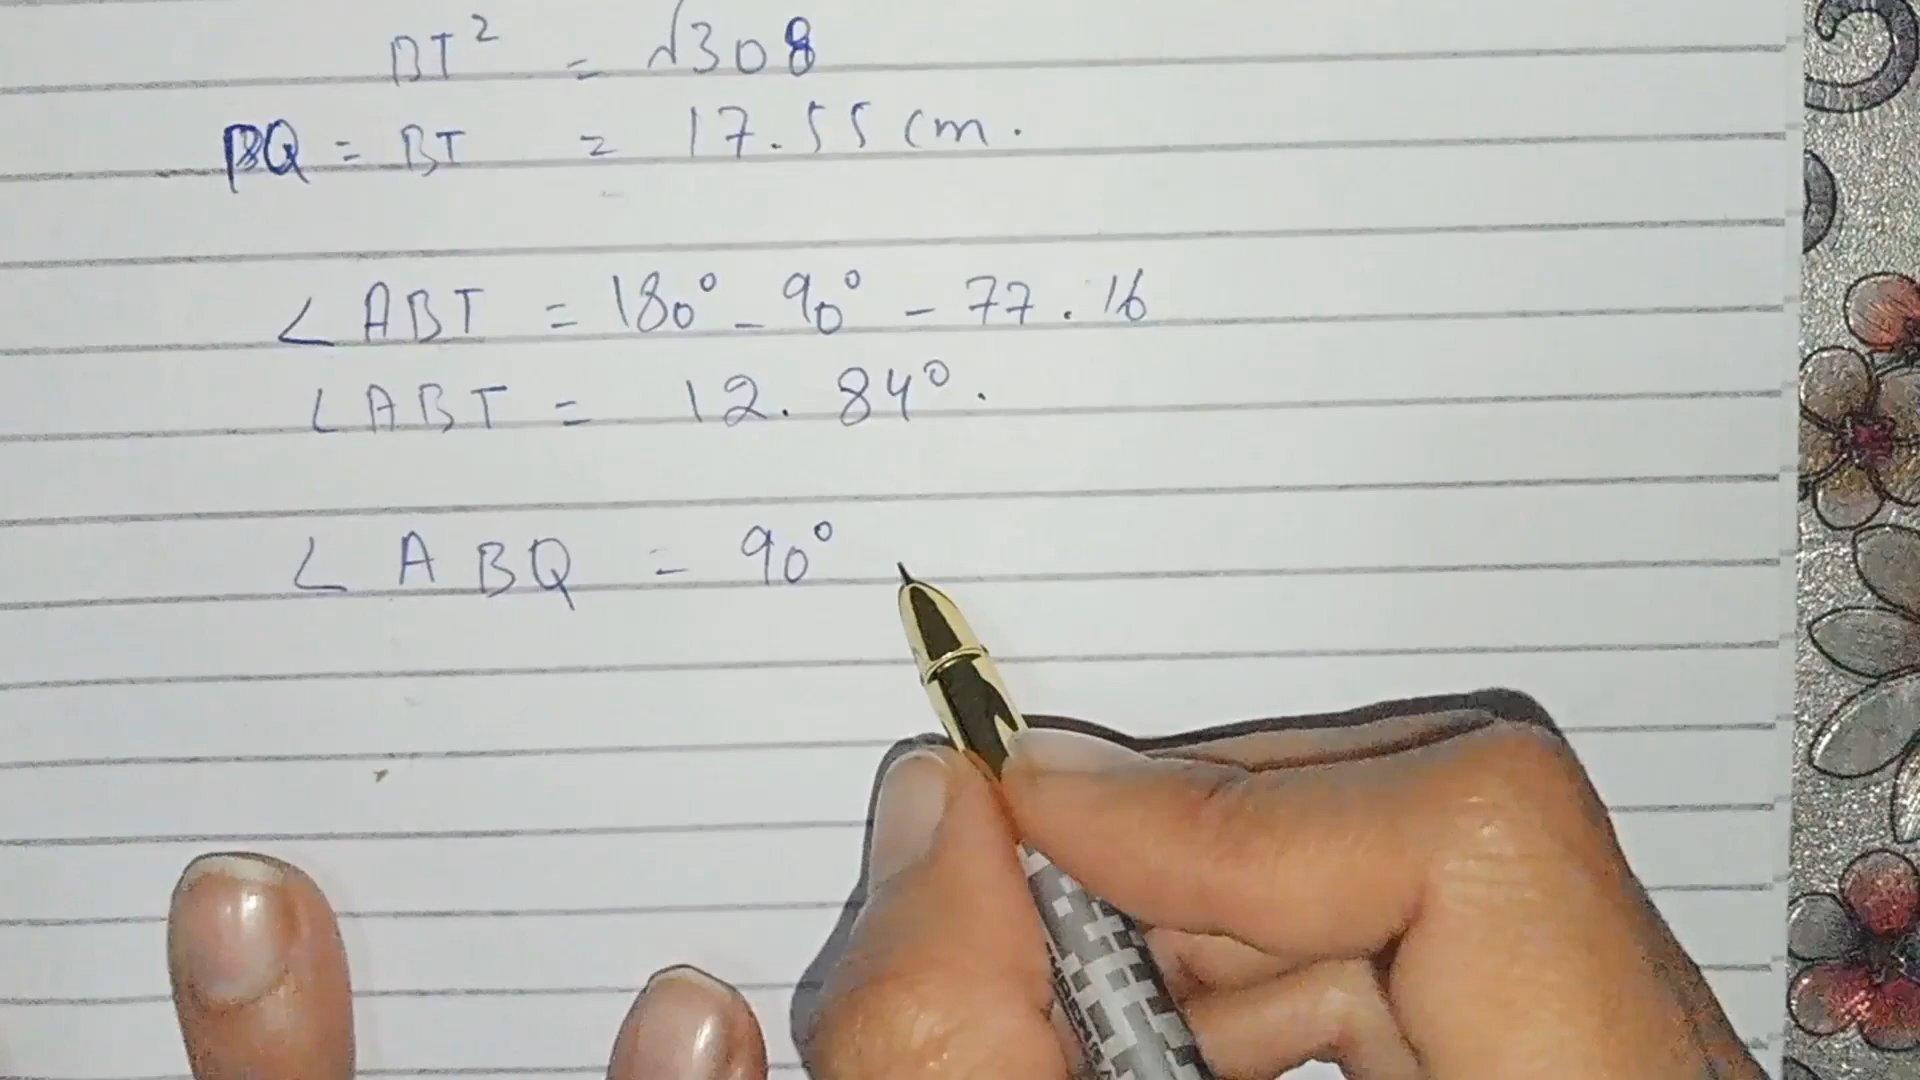 BT² = √308
BQ = BT = 17.55 cm.
∠ABT = 180° - 90° - 77.16
∠ABT = 12.84°.
∠ABQ = 90°